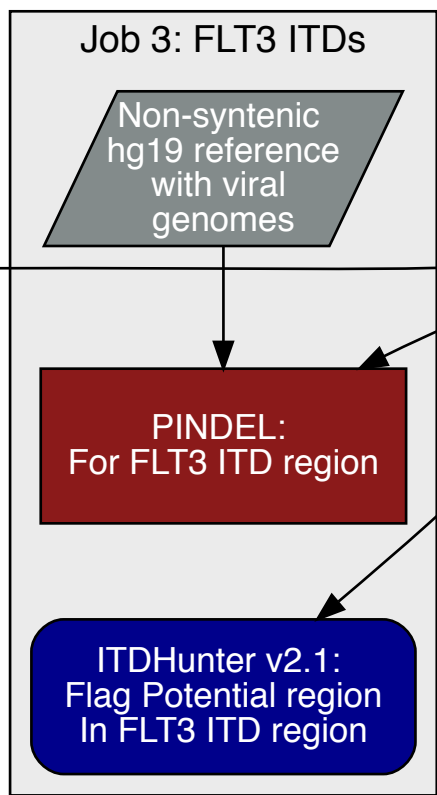 Job 3: FLT3 ITDs
Non-syntenic
hg19 reference
with viral
genomes
PINDEL:
For FLT3 ITD region
ITDHunter v2.1:
Flag Potential region
In FLT3 ITD region